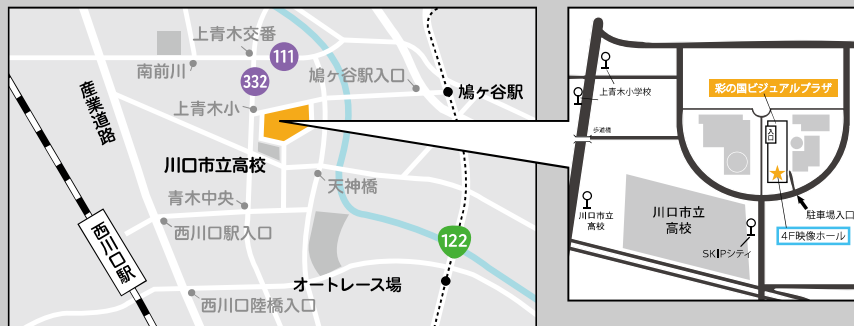 上青木交番
111
南前川
332
鳩ヶ谷駅入口
鳩ヶ谷駅
産業道路
上青木小
川口市立高校
天神橋
青木中央
西川口駅入口
西川口駅
122
オートレース場
西川口陸橋入口
彩の国ビジュアルプラザ
上青木小学校
歩道橋
入口
川口市立
高校
川口市立
高校
駐車場入口
4F映像ホール
SKIPシティ